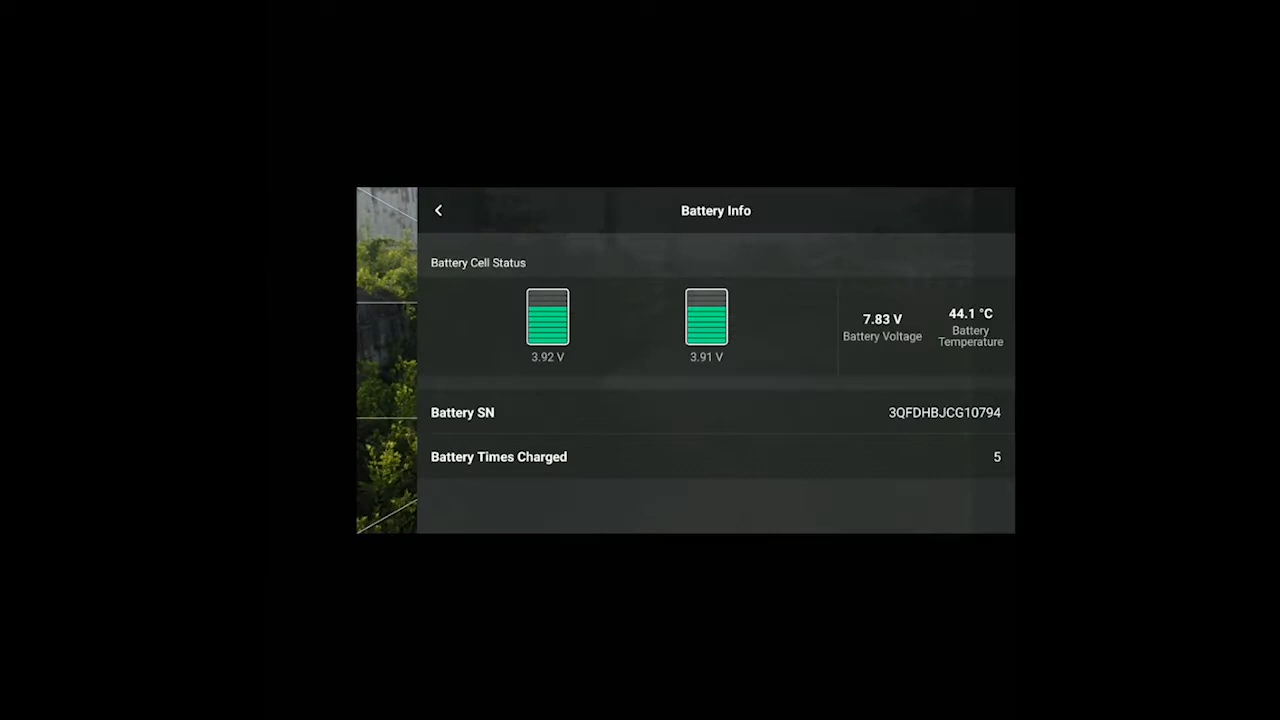 Battery Info
Battery Cell Status
3.92 V
3.91 V
7.83 V
Battery Voltage
44.1 °C
Battery
Temperature
Battery SN
3QFDHBJCG10794
Battery Times Charged
5